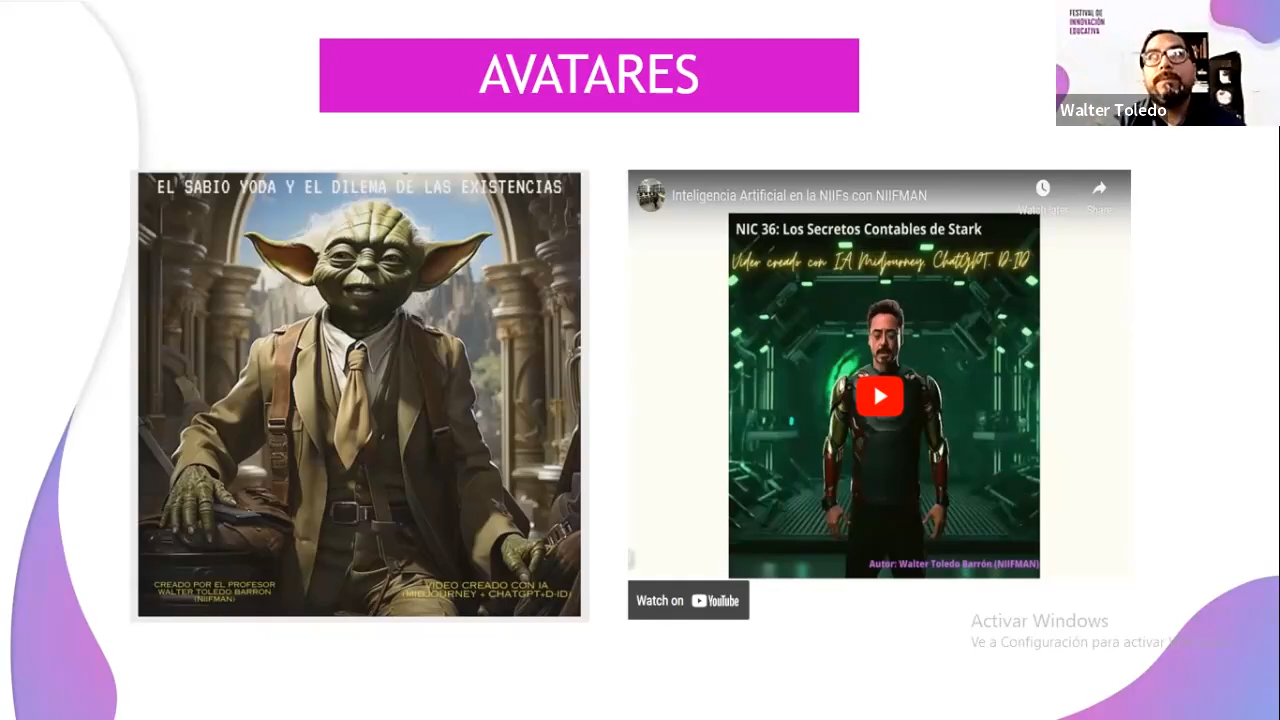 AVATARES
FESTIVAL DE
INNOVACIÓN
EDUCATIVA
Walter Toledo
EL SABIO YODA Y EL DILEMA DE LAS EXISTENCIAS
CREADO POR EL PROFESOR
WALTER TOLEDO BARRON
(NIIFMAN)
VIDEO CREADO CON IA
(MIDJOURNEY + CHATGPT+D-ID)
Inteligencia Artificial en la NIIFs con NIIFMAN
Watch later
Share
NIC 36: Los Secretos Contables de Stark
Video creado con IA Midjourney, ChatGPT, D-ID
Autor: Walter Toledo Barrón (NIIFMAN)
Watch on YouTube
Activar Windows
Ve a Configuración para activar